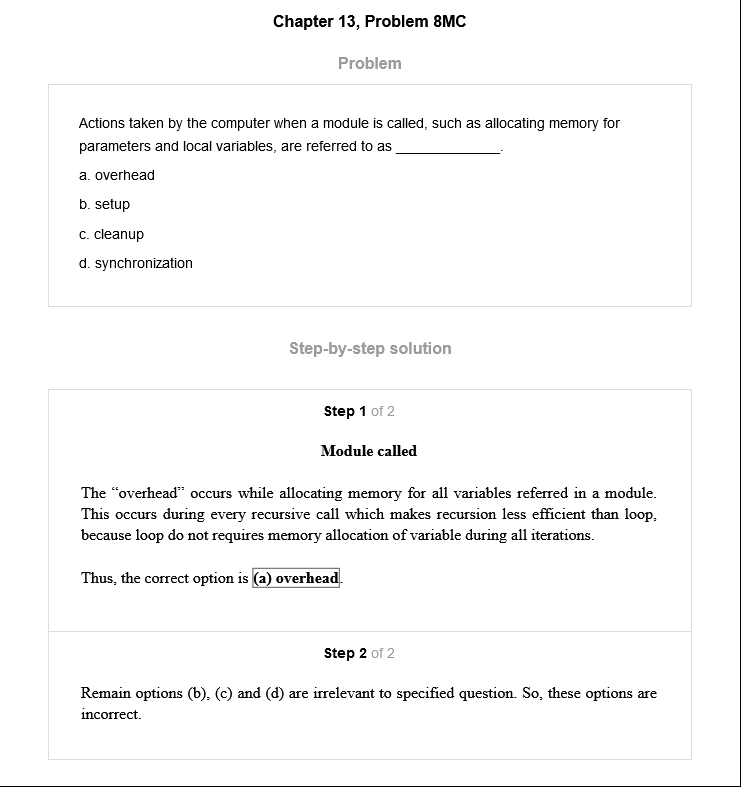 Chapter 13, Problem 8MC
Problem
Actions taken by the computer when a module is called, such as allocating memory for
parameters and local variables, are referred to as ______________.
a. overhead
b. setup
c. cleanup
d. synchronization
Step-by-step solution
Step 1 of 2
Module called
The “overhead” occurs while allocating memory for all variables referred in a module.
This occurs during every recursive call which makes recursion less efficient than loop,
because loop do not requires memory allocation of variable during all iterations.
Thus, the correct option is (a) overhead.
Step 2 of 2
Remain options (b), (c) and (d) are irrelevant to specified question. So, these options are
incorrect.